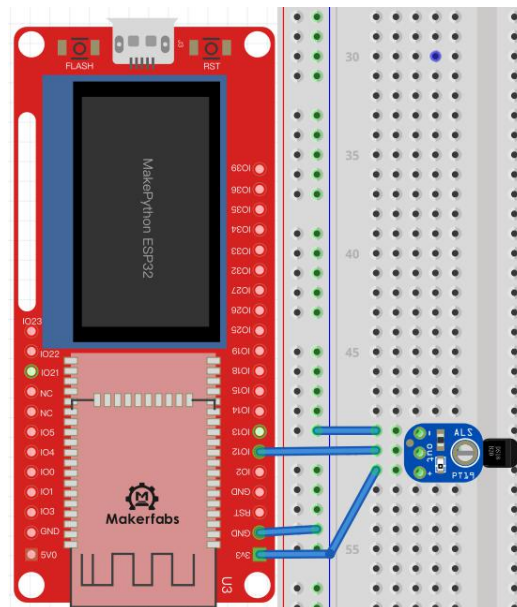 FLASH
RST
MakePython ESP32
IO39
IO36
IO35
IO34
IO33
IO32
IO27
IO26
IO25
IO19
IO18
IO15
IO14
IO13
IO12
IO2
GND
RST
GND
3V3
IO23
IO22
IO21
NC
NC
IO5
IO4
IO0
IO1
IO3
GND
5V0
Makerfabs
U3
30
35
40
45
55
ALS
Out
PT19
-
+